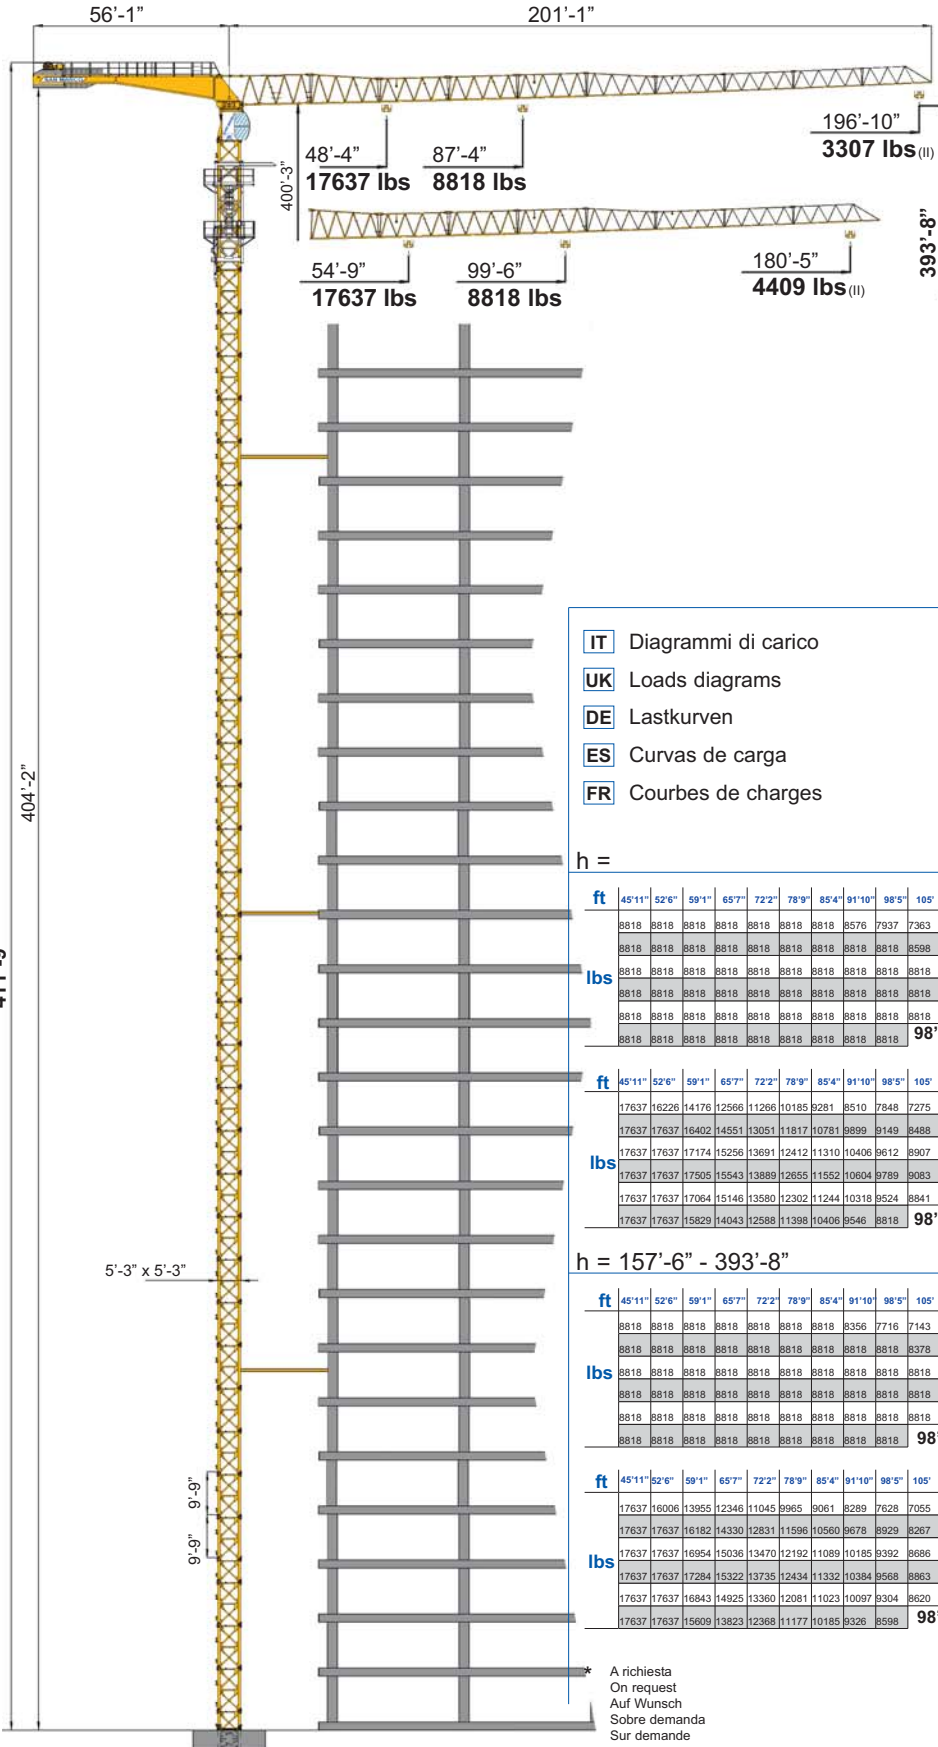 56'-1”
201'-1”
48'-4”
17637 lbs
87'-4”
8818 lbs
196'-10”
3307 lbs(II)
400'-3”
54'-9”
17637 lbs
99'-6”
8818 lbs
180'-5”
4409 lbs(II)
393'-8”
404'-2”
5'-3” x 5'-3”
9'-9”
9'-9”
IT Diagrammi di carico
UK Loads diagrams
DE Lastkurven
ES Curvas de carga
FR Courbes de charges
h =
ft 45'11" 52'6" 59'1" 65'7" 72'2" 78'9" 85'4" 91'10" 98'5" 105'
lbs
8818 8818 8818 8818 8818 8818 8818 8576 7937 7363
8818 8818 8818 8818 8818 8818 8818 8818 8818 8598
8818 8818 8818 8818 8818 8818 8818 8818 8818 8818
8818 8818 8818 8818 8818 8818 8818 8818 8818 8818
8818 8818 8818 8818 8818 8818 8818 8818 8818 8818
8818 8818 8818 8818 8818 8818 8818 8818 8818 98'
ft 45'11" 52'6" 59'1" 65'7" 72'2" 78'9" 85'4" 91'10" 98'5" 105'
lbs
17637 16226 14176 12566 11266 10185 9281 8510 7848 7275
17637 17637 16402 14551 13051 11817 10781 9899 9149 8488
17637 17637 17174 15256 13691 12412 11310 10406 9612 8907
17637 17637 17505 15543 13889 12655 11552 10604 9789 9083
17637 17637 17064 15146 13580 12302 11244 10318 9524 8841
17637 17637 15829 14043 12588 11398 10406 9546 8818 98'
h = 157'-6” - 393'-8”
ft 45'11" 52'6" 59'1" 65'7" 72'2" 78'9" 85'4" 91'10" 98'5" 105'
lbs
8818 8818 8818 8818 8818 8818 8818 8356 7716 7143
8818 8818 8818 8818 8818 8818 8818 8818 8818 8378
8818 8818 8818 8818 8818 8818 8818 8818 8818 8818
8818 8818 8818 8818 8818 8818 8818 8818 8818 8818
8818 8818 8818 8818 8818 8818 8818 8818 8818 8818
8818 8818 8818 8818 8818 8818 8818 8818 8818 98'
ft 45'11" 52'6" 59'1" 65'7" 72'2" 78'9" 85'4" 91'10" 98'5" 105'
lbs
17637 16006 13955 12346 11045 9965 9061 8289 7628 7055
17637 17637 16182 14330 12831 11596 10560 9678 8929 8267
17637 17637 16954 15036 13470 12192 11089 10185 9392 8686
17637 17637 17284 15322 13735 12434 11332 10384 9568 8863
17637 17637 16843 14925 13360 12081 11023 10097 9304 8620
17637 17637 15609 13823 12368 11177 10185 9326 8598 98'
* A richiesta
On request
Auf Wunsch
Sobre demanda
Sur demande